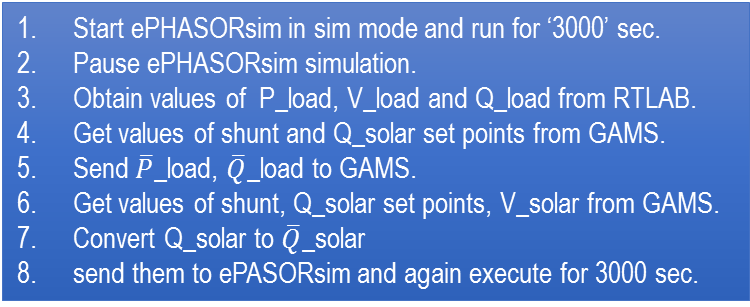 1. Start ePHASORsim in sim mode and run for ‘3000’ sec.
2. Pause ePHASORsim simulation.
3. Obtain values of P_load, V_load and Q_load from RTLAB.
4. Get values of shunt and Q_solar set points from GAMS.
5. Send P̅_load, Q̅_load to GAMS.
6. Get values of shunt, Q_solar set points, V_solar from GAMS.
7. Convert Q_solar to Q̅_solar
8. send them to ePASORsim and again execute for 3000 sec.